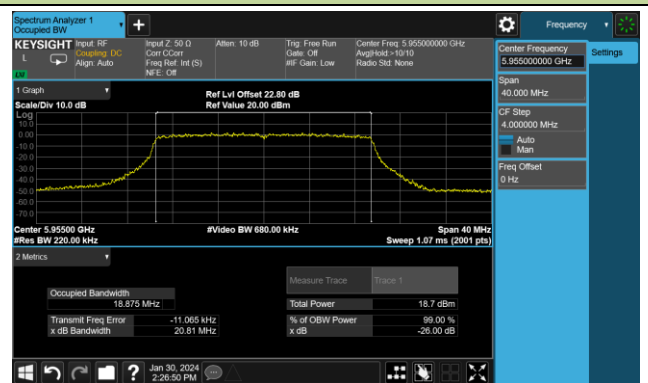 Spectrum Analyzer 1
Occupied BW
Frequency
KEYSIGHT
L
LW
Input: RF
Coupling: DC
Align: Auto
Input Z: 50 Ω
Corr CCorr
Freq Ref: Int (S)
NFE: Off
Atten: 10 dB
Trig: Free Run
Gate: Off
#IF Gain: Low
Center Freq: 5.955000000 GHz
Avg|Hold:>10/10
Radio Std: None
Center Frequency
5.955000000 GHz
Settings
Span
40.000 MHz
CF Step
4.000000 MHz
Auto
Man
Freq Offset
0 Hz
1 Graph
Scale/Div 10.0 dB
Ref Lvl Offset 22.80 dB
Ref Value 20.00 dBm
Log
10.0
0.00
-10.0
-20.0
-30.0
-40.0
-50.0
-60.0
-70.0
Center 5.95500 GHz
#Video BW 680.00 kHz
Span 40 MHz
#Res BW 220.00 kHz
Sweep 1.07 ms (2001 pts)
2 Metrics
Measure Trace
Trace 1
Occupied Bandwidth
18.875 MHz
Total Power
18.7 dBm
Transmit Freq Error
-11.065 kHz
% of OBW Power
99.00 %
x dB Bandwidth
20.81 MHz
x dB
-26.00 dB
?
Jan 30, 2024
2:26:50 PM